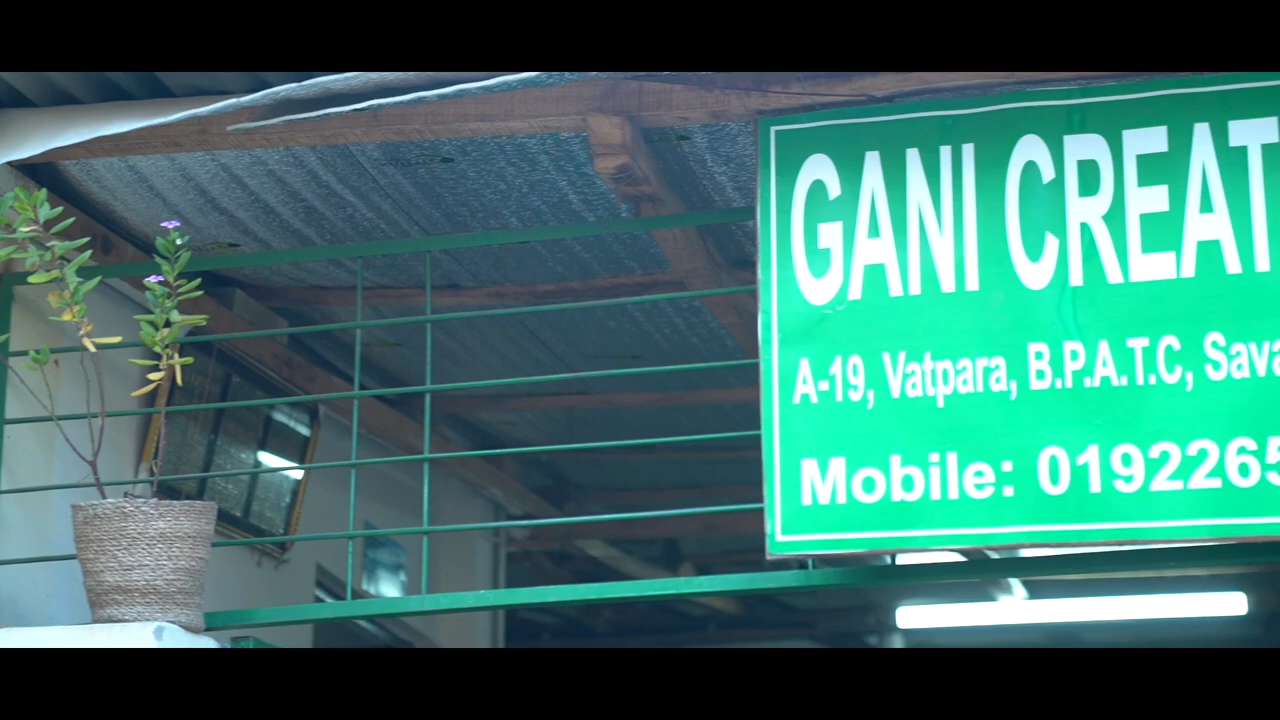 GANI CREAT
A-19, Vatpara, B.P.A.T.C, Sava
Mobile: 0192265